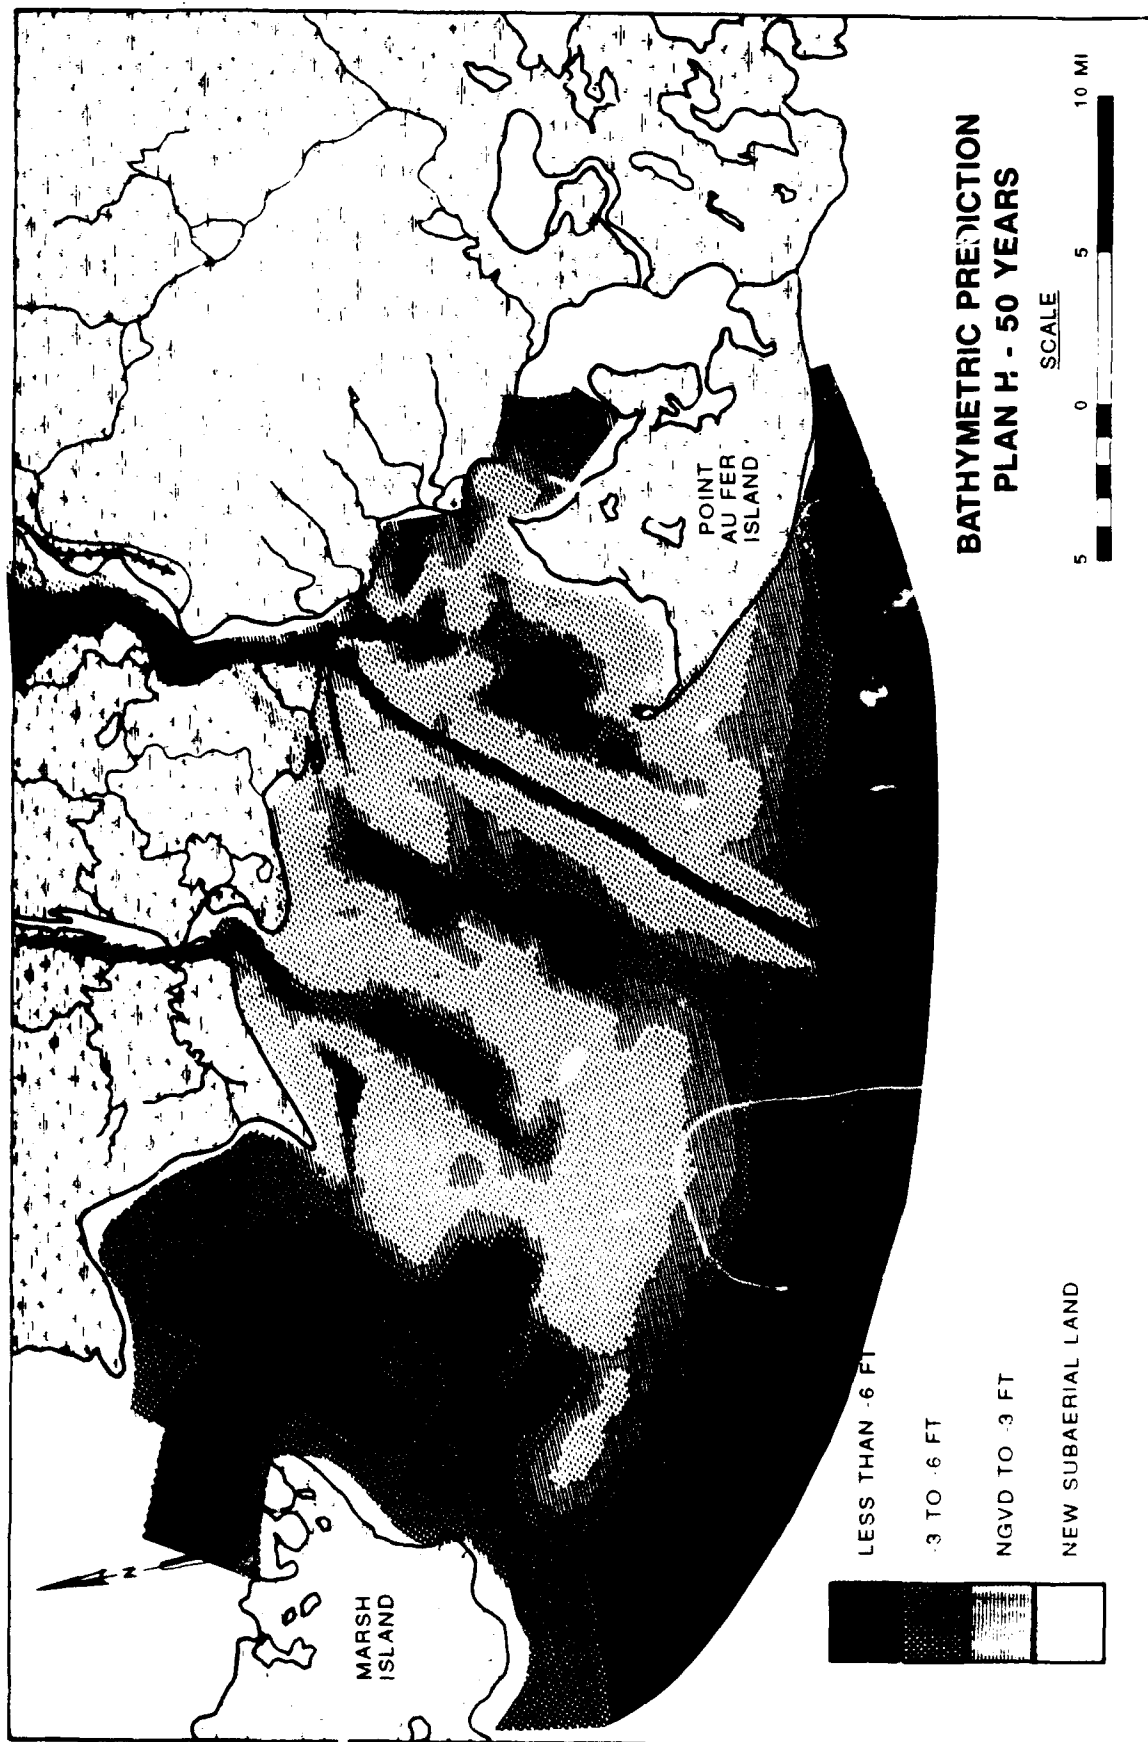 BATHYMETRIC PREDICTION
PLAN H - 50 YEARS
SCALE
5 0 5 10 MI
POINT
AU FER
ISLAND
MARSH
ISLAND
N
LESS THAN -6 FT
-3 TO -6 FT
NGVD TO -3 FT
NEW SUBAERIAL LAND